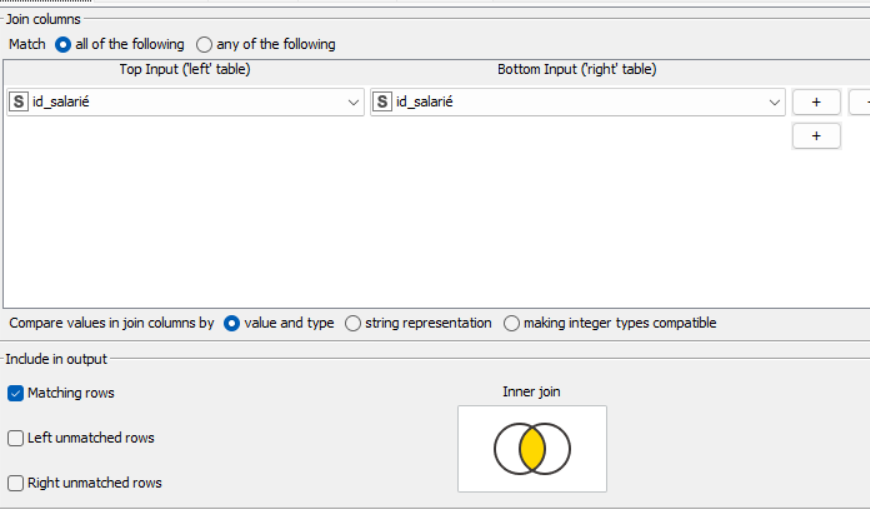 Join columns
Match all of the following any of the following
Top Input ('left' table) Bottom Input ('right' table)
S id_salarié S id_salarié +
+
Compare values in join columns by value and type string representation making integer types compatible
Include in output
Matching rows Inner join
Left unmatched rows
Right unmatched rows